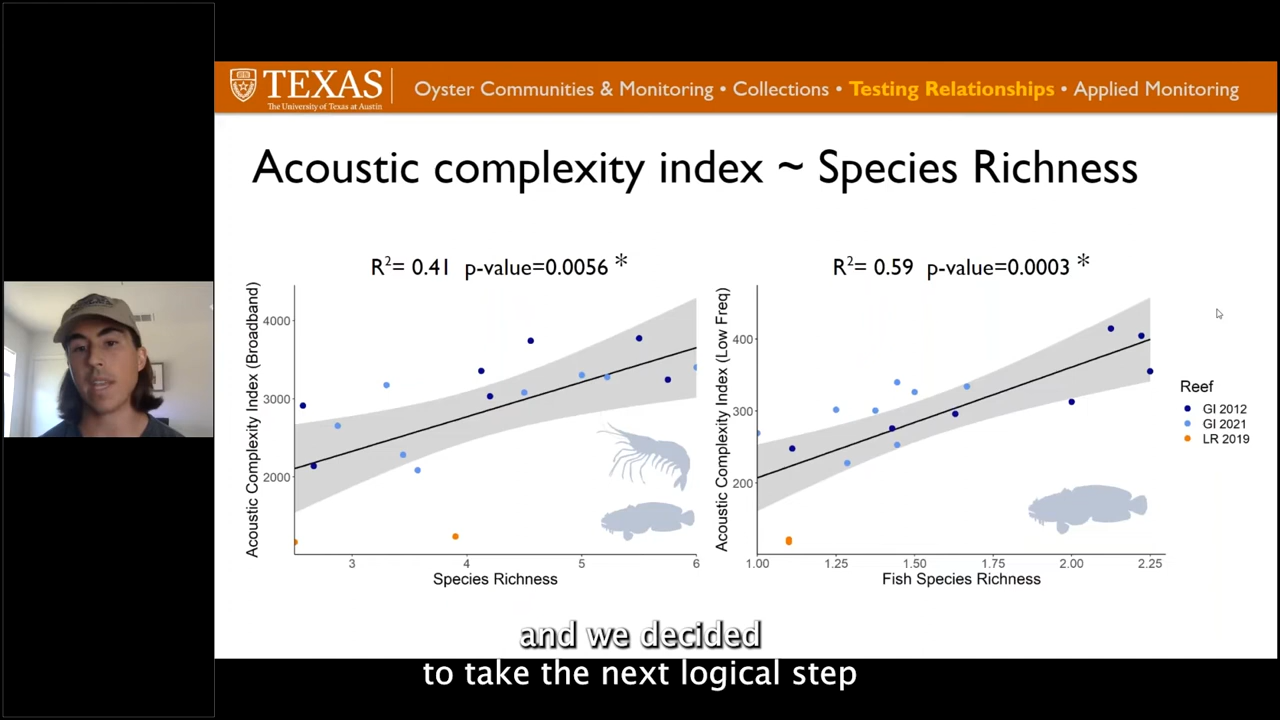 TEXAS
The University of Texas at Austin
Oyster Communities & Monitoring • Collections • Testing Relationships • Applied Monitoring
Acoustic complexity index ~ Species Richness
R²= 0.41 p-value=0.0056 *
Acoustic Complexity Index (Broadband)
4000
3000
2000
3
4
5
6
Species Richness
R²= 0.59 p-value=0.0003 *
Acoustic Complexity Index (Low Freq)
400
300
200
1.00
1.25
1.50
1.75
2.00
2.25
Fish Species Richness
Reef
GI 2012
GI 2021
LR 2019
and we decided
to take the next logical step